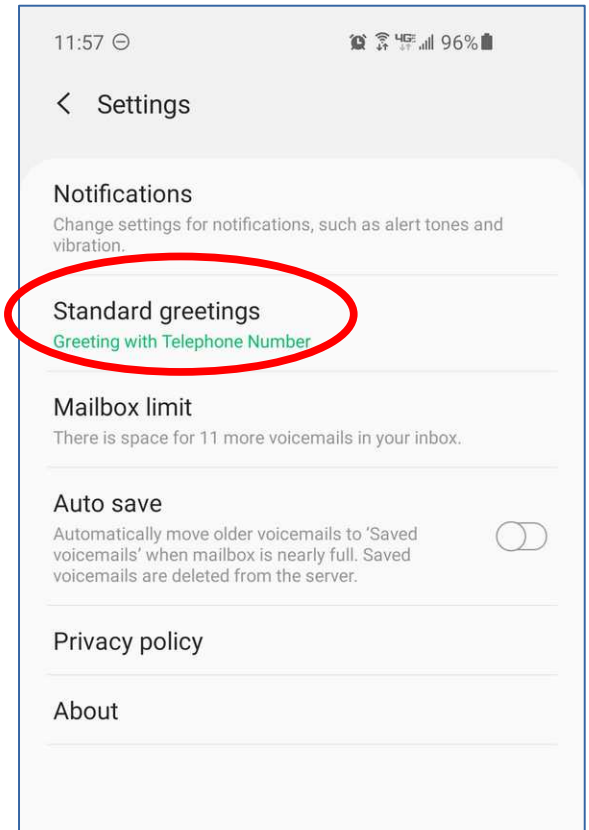 11:57 4GE 96%
Settings
Notifications
Change settings for notifications, such as alert tones and
vibration.
Standard greetings
Greeting with Telephone Number
Mailbox limit
There is space for 11 more voicemails in your inbox.
Auto save
Automatically move older voicemails to ‘Saved
voicemails’ when mailbox is nearly full. Saved
voicemails are deleted from the server.
Privacy policy
About